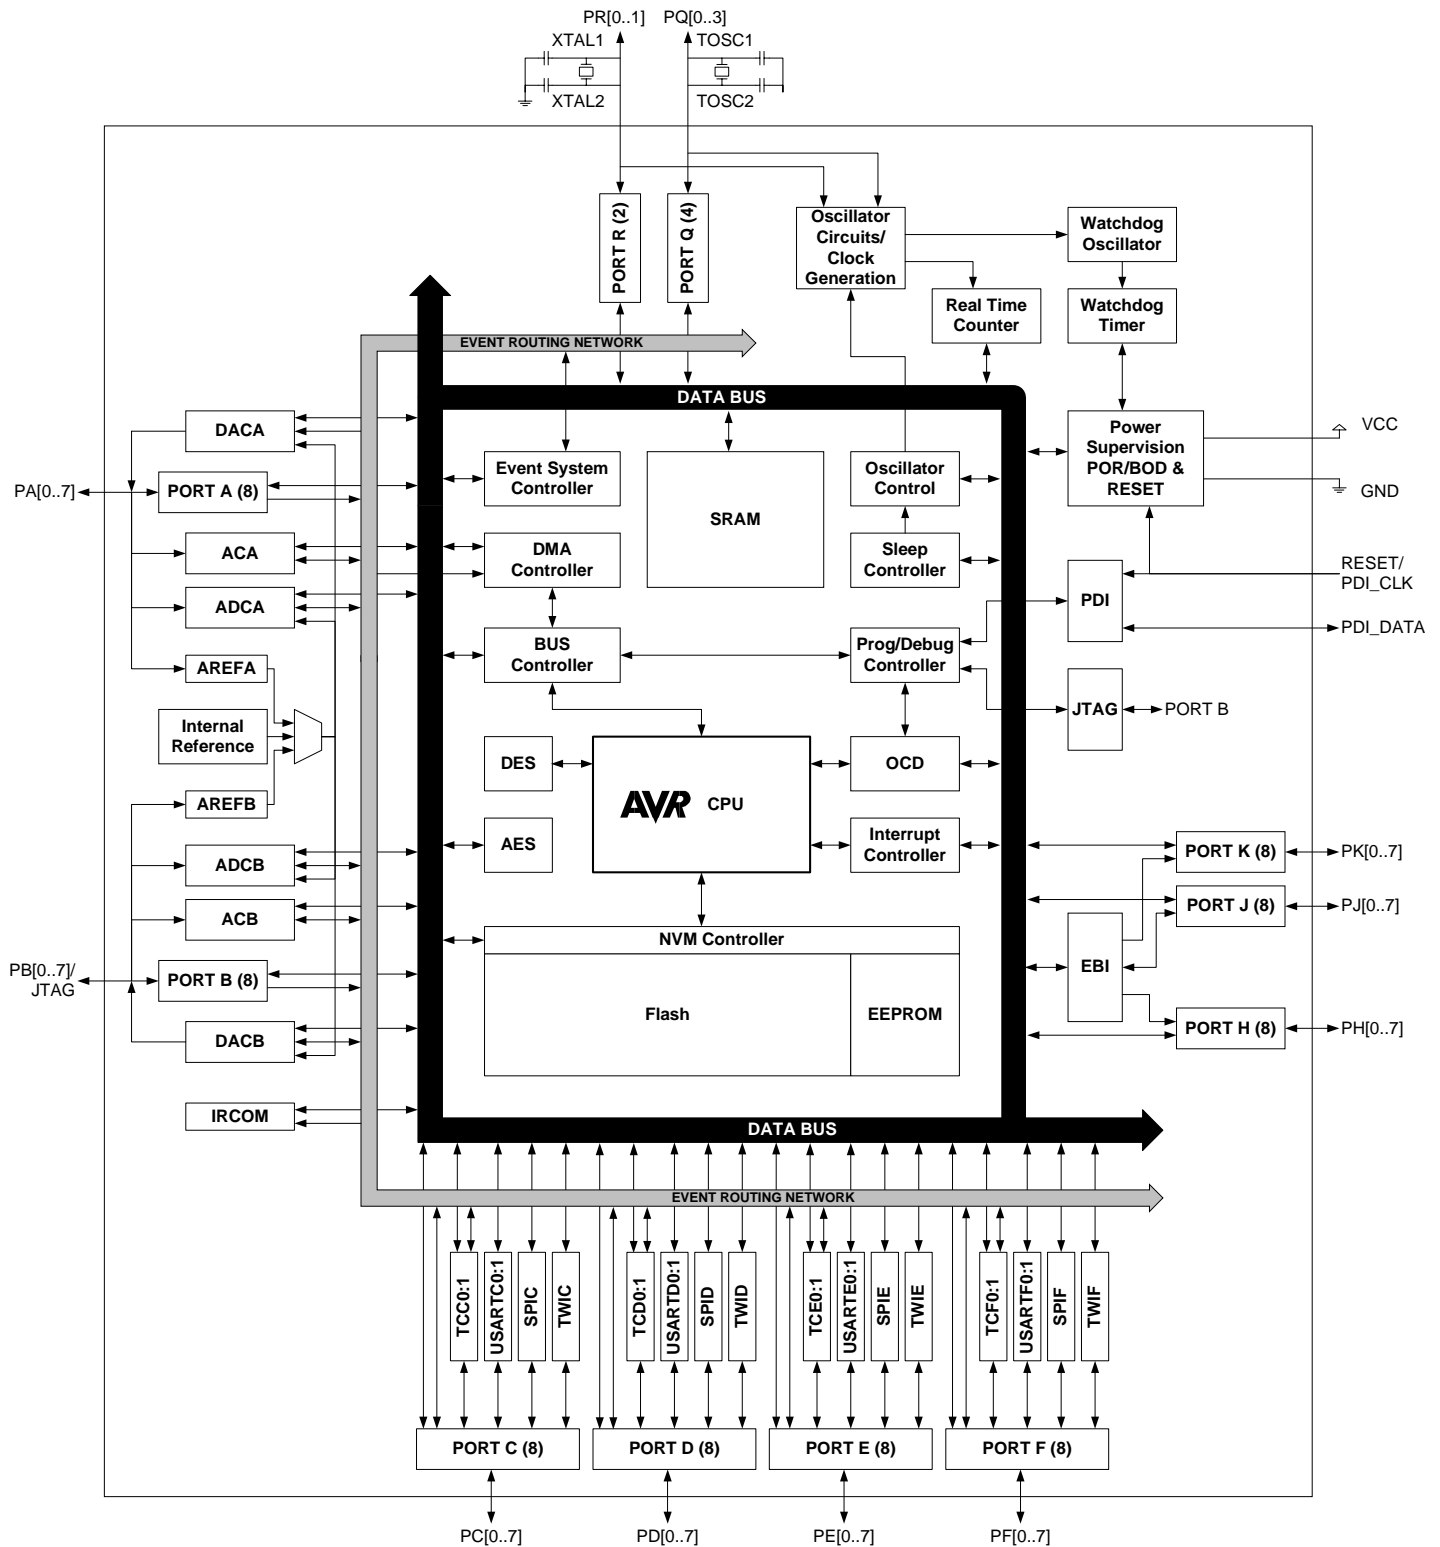 PR[0..1]
PQ[0..3]
XTAL1
TOSC1
XTAL2
TOSC2
PORT R (2)
PORT Q (4)
Oscillator
Circuits/
Clock
Generation
Watchdog
Oscillator
Real Time
Counter
Watchdog
Timer
EVENT ROUTING NETWORK
DATA BUS
DACA
PA[0..7]
PORT A (8)
ACA
ADCA
AREFA
Internal
Reference
AREFB
ADCB
ACB
PB[0..7]/
JTAG
PORT B (8)
DACB
IRCOM
Event System
Controller
SRAM
Oscillator
Control
DMA
Controller
Sleep
Controller
BUS
Controller
Prog/Debug
Controller
DES
AVR CPU
OCD
AES
Interrupt
Controller
NVM Controller
Flash
EEPROM
Power
Supervision
POR/BOD &
RESET
VCC
GND
PDI
RESET/
PDI_CLK
PDI_DATA
JTAG
PORT B
PORT K (8)
PK[0..7]
PORT J (8)
PJ[0..7]
EBI
PORT H (8)
PH[0..7]
DATA BUS
EVENT ROUTING NETWORK
TCC0:1
USARTC0:1
SPIC
TWIC
TCD0:1
USARTD0:1
SPID
TWID
TCE0:1
USARTE0:1
SPIE
TWIE
TCF0:1
USARTF0:1
SPIF
TWIF
PORT C (8)
PORT D (8)
PORT E (8)
PORT F (8)
PC[0..7]
PD[0..7]
PE[0..7]
PF[0..7]